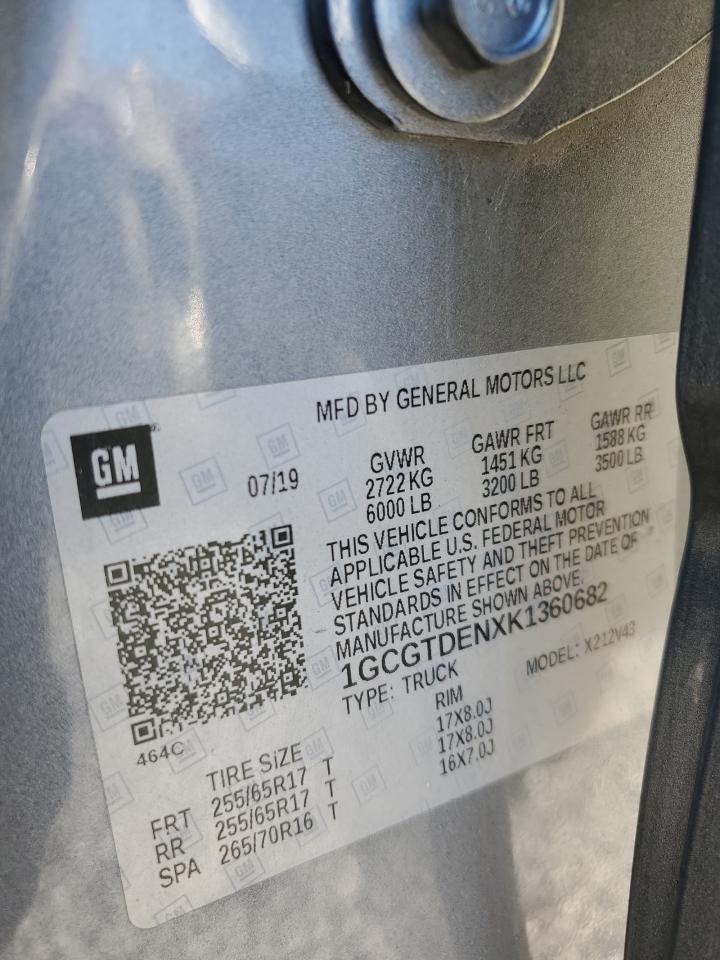 MFD BY GENERAL MOTORS LLC
GM
07/19
GVWR GAWR FRT GAWR RR
2722 KG 1451 KG 1588 KG
6000 LB 3200 LB 3500 LB
THIS VEHICLE CONFORMS TO ALL
APPLICABLE U.S. FEDERAL MOTOR
VEHICLE SAFETY AND THEFT PREVENTION
STANDARDS IN EFFECT ON THE DATE OF
MANUFACTURE SHOWN ABOVE.
1GCGTDENXK1360682
TYPE: TRUCK MODEL: X212V43
464C
TIRE SIZE RIM
FRT 255/65R17 T 17X8.0J
RR 255/65R17 T 17X8.0J
SPA 265/70R16 T 16X7.0J